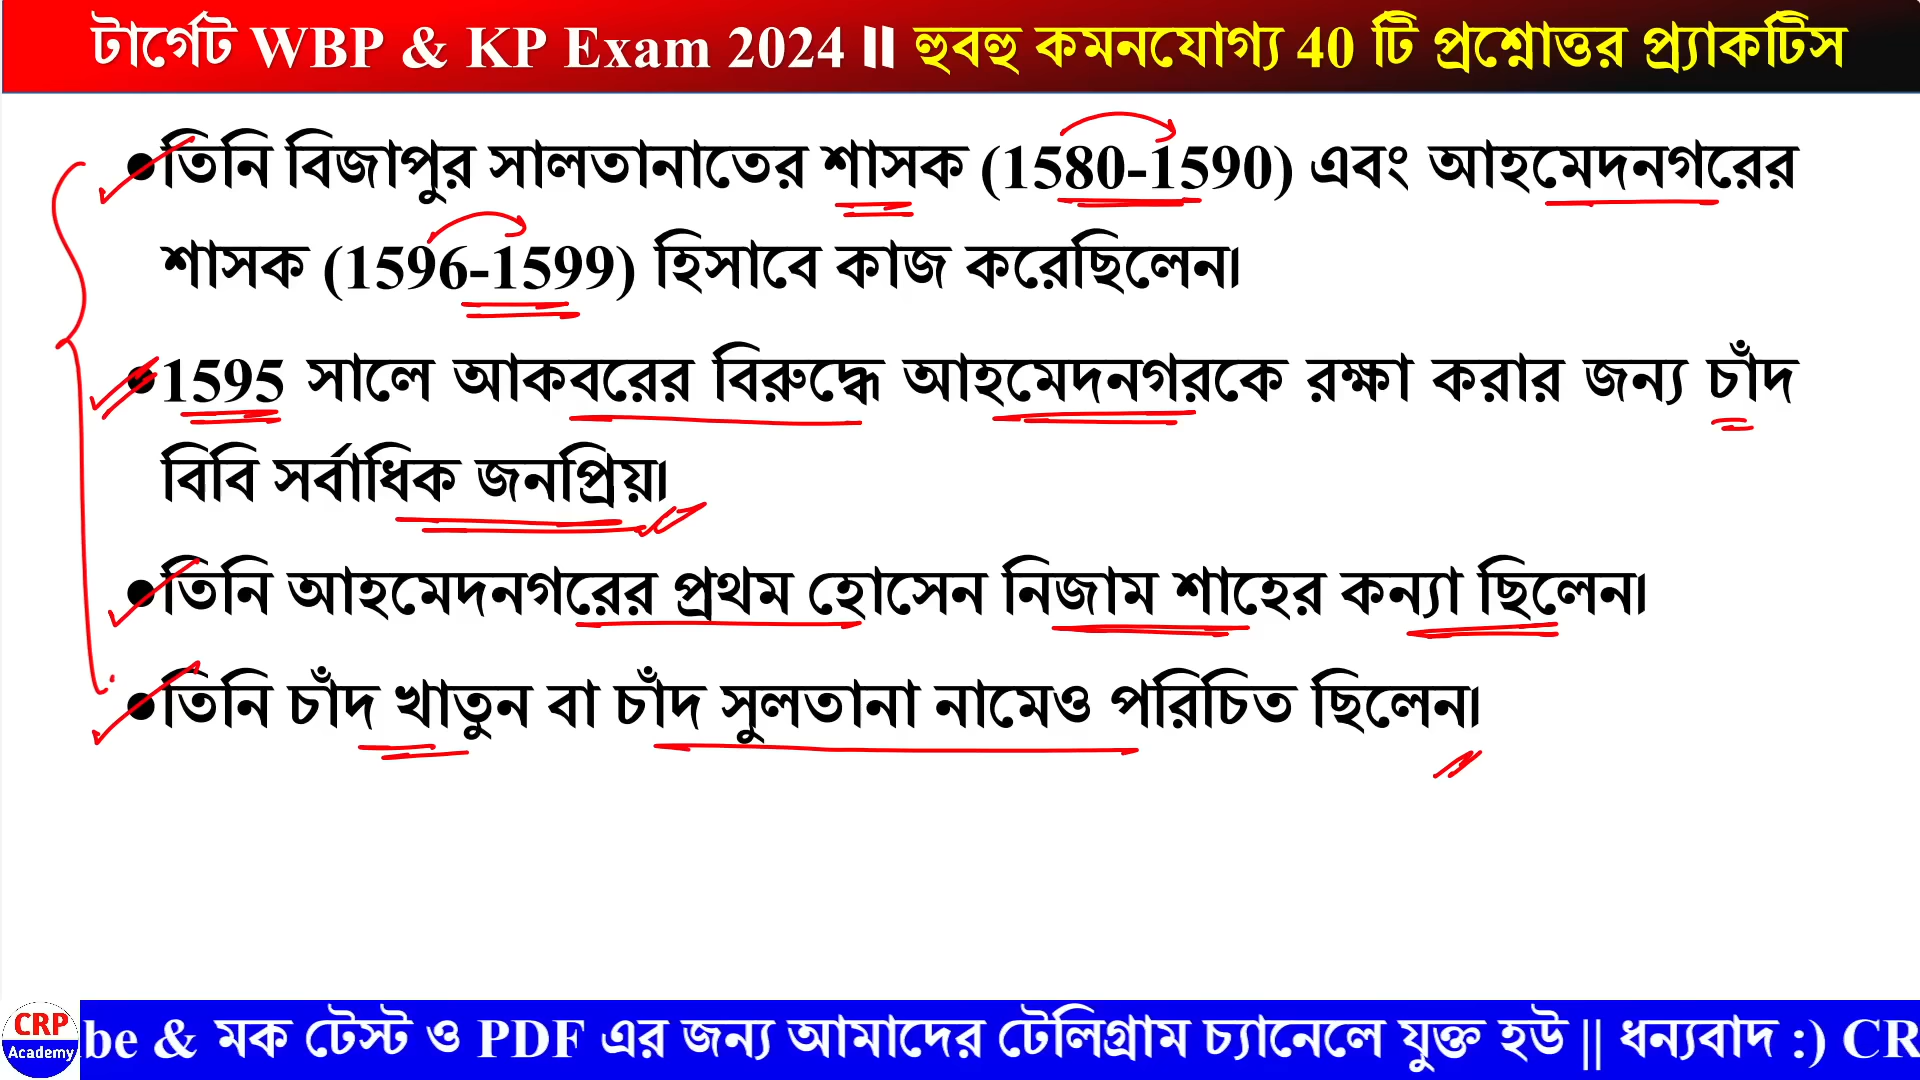 টার্গেট WBP & KP Exam 2024 ॥ হুবহু কমনযোগ্য 40 টি প্রশ্নোত্তর প্র্যাকটিস
●তিনি বিজাপুর সালতানাতের শাসক (1580-1590) এবং আহমেদনগরের
শাসক (1596-1599) হিসাবে কাজ করেছিলেন।
●1595 সালে আকবরের বিরুদ্ধে আহমেদনগরকে রক্ষা করার জন্য চাঁদ
বিবি সর্বাধিক জনপ্রিয়।
●তিনি আহমেদনগরের প্রথম হোসেন নিজাম শাহের কন্যা ছিলেন।
●তিনি চাঁদ খাতুন বা চাঁদ সুলতানা নামেও পরিচিত ছিলেন।
CRP
Academy
be & মক টেস্ট ও PDF এর জন্য আমাদের টেলিগ্রাম চ্যানেলে যুক্ত হউ || ধন্যবাদ :) CR